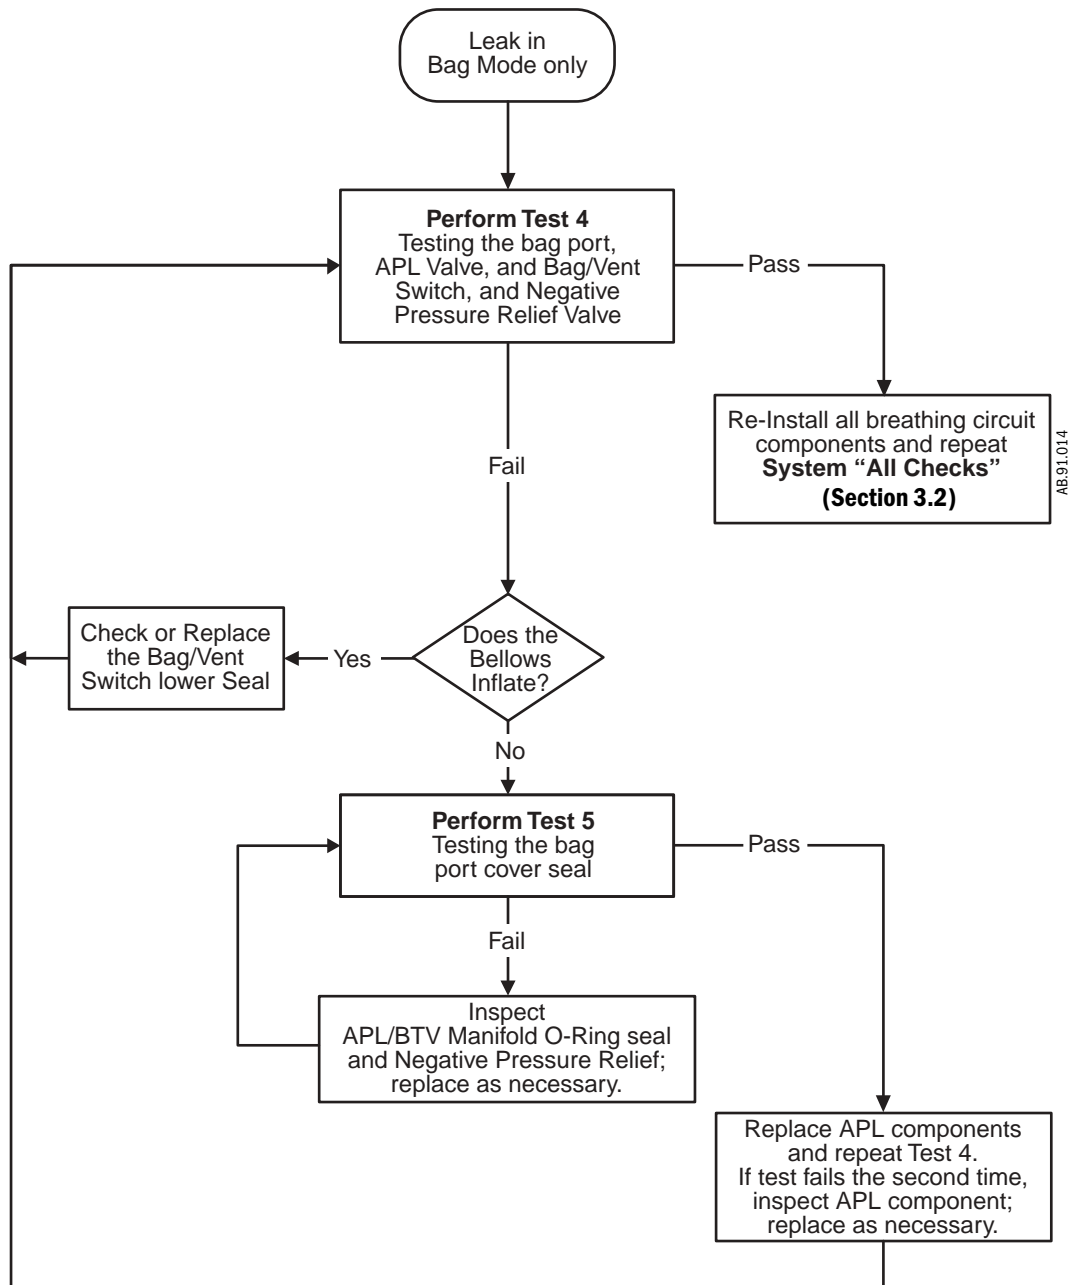 Leak in
Bag Mode only
Perform Test 4
Testing the bag port,
APL Valve, and Bag/Vent
Switch, and Negative
Pressure Relief Valve
Pass
Re-Install all breathing circuit
components and repeat
System “All Checks”
(Section 3.2)
AB.91.014
Fail
Does the
Bellows
Inflate?
Yes
Check or Replace
the Bag/Vent
Switch lower Seal
No
Perform Test 5
Testing the bag
port cover seal
Pass
Fail
Inspect
APL/BTV Manifold O-Ring seal
and Negative Pressure Relief;
replace as necessary.
Replace APL components
and repeat Test 4.
If test fails the second time,
inspect APL component;
replace as necessary.